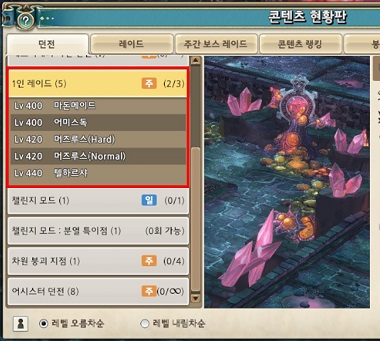 콘텐츠 현황판
던전 레이드 주간 보스 레이드 콘텐츠 랭킹
1인 레이드 (5) 주 (2/3)
Lv 400 마돈메이드
Lv 400 어미스독
Lv 420 머즈루스(Hard)
Lv 420 머즈루스(Normal)
Lv 440 텔하르샤
챌린지 모드 (1) 일 (0/1)
챌린지 모드 : 분열 특이점 (1) (0회 가능)
차원 붕괴 지점 (1) 주 (0/4)
어시스터 던전 (8) 주 (0/∞)
레벨 오름차순 레벨 내림차순